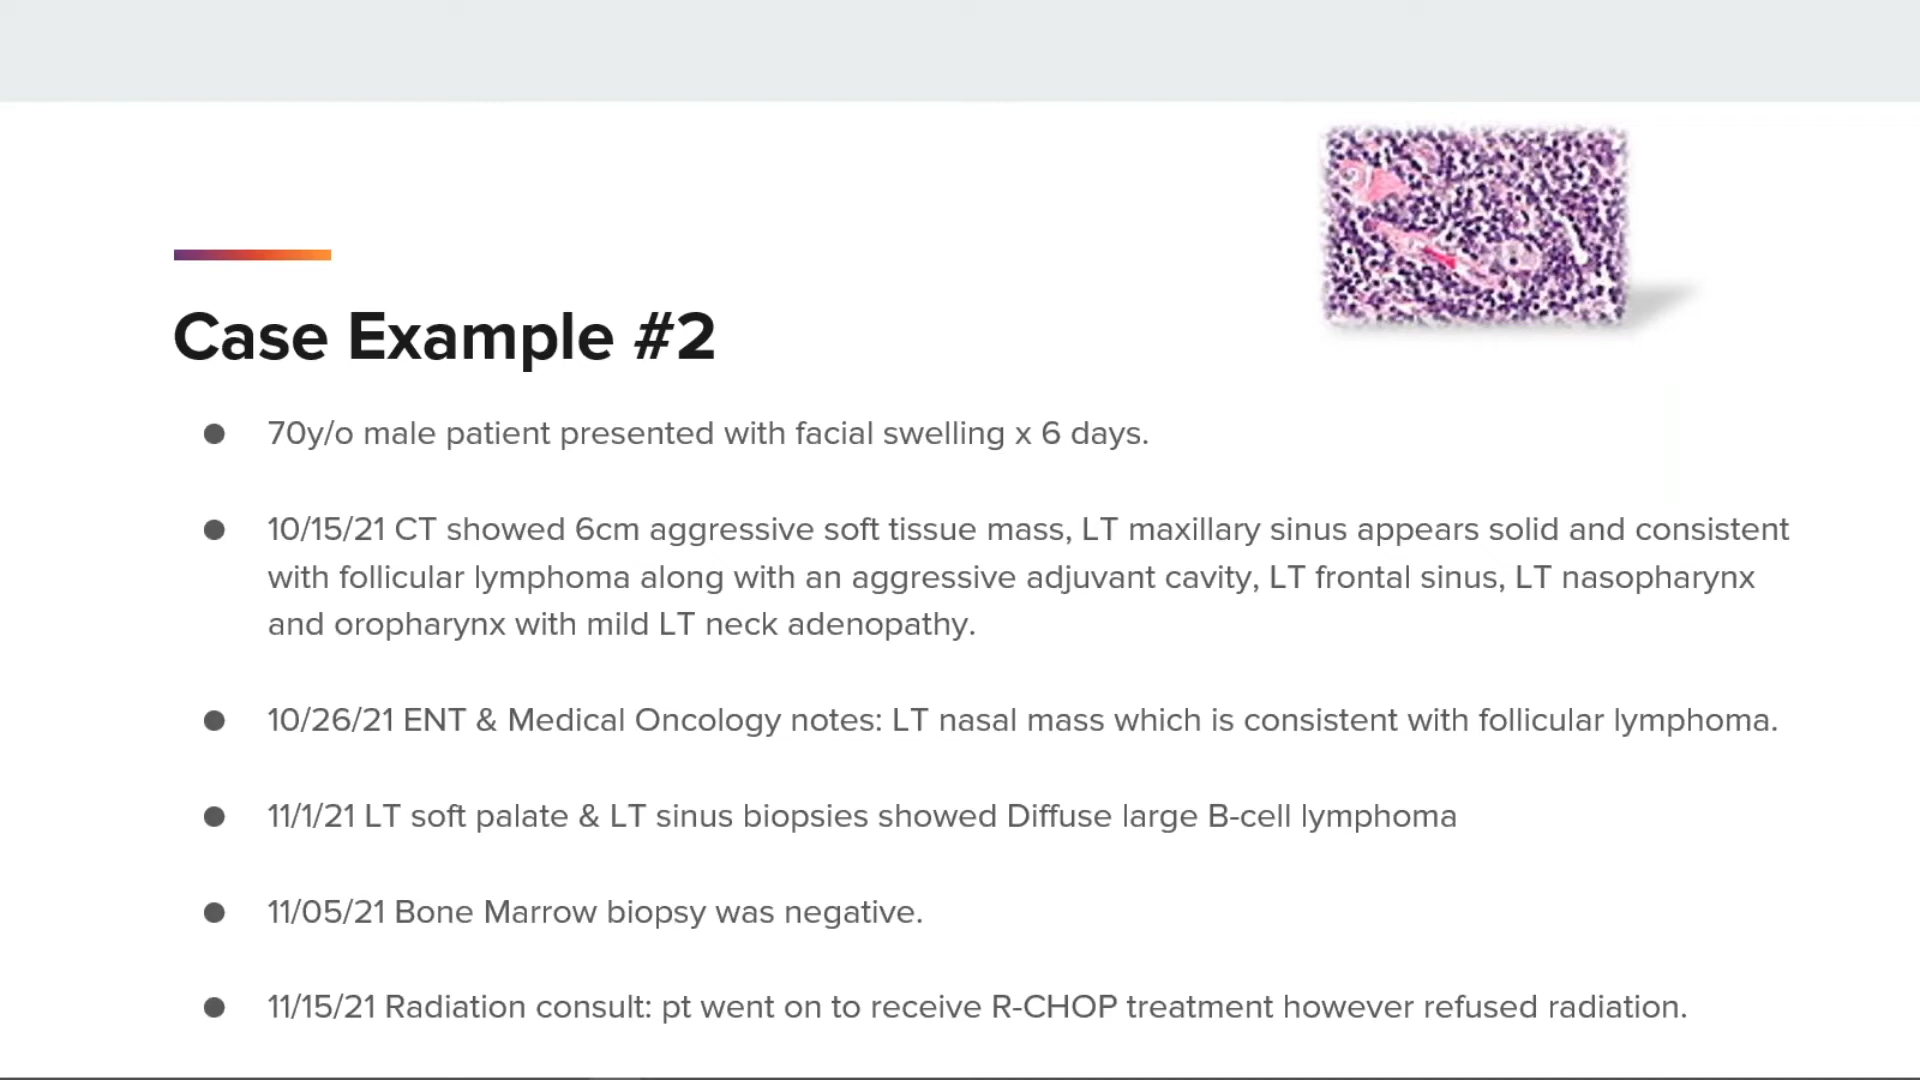 Case Example #2
● 70y/o male patient presented with facial swelling x 6 days.
● 10/15/21 CT showed 6cm aggressive soft tissue mass, LT maxillary sinus appears solid and consistent
with follicular lymphoma along with an aggressive adjuvant cavity, LT frontal sinus, LT nasopharynx
and oropharynx with mild LT neck adenopathy.
● 10/26/21 ENT & Medical Oncology notes: LT nasal mass which is consistent with follicular lymphoma.
● 11/1/21 LT soft palate & LT sinus biopsies showed Diffuse large B-cell lymphoma
● 11/05/21 Bone Marrow biopsy was negative.
● 11/15/21 Radiation consult: pt went on to receive R-CHOP treatment however refused radiation.